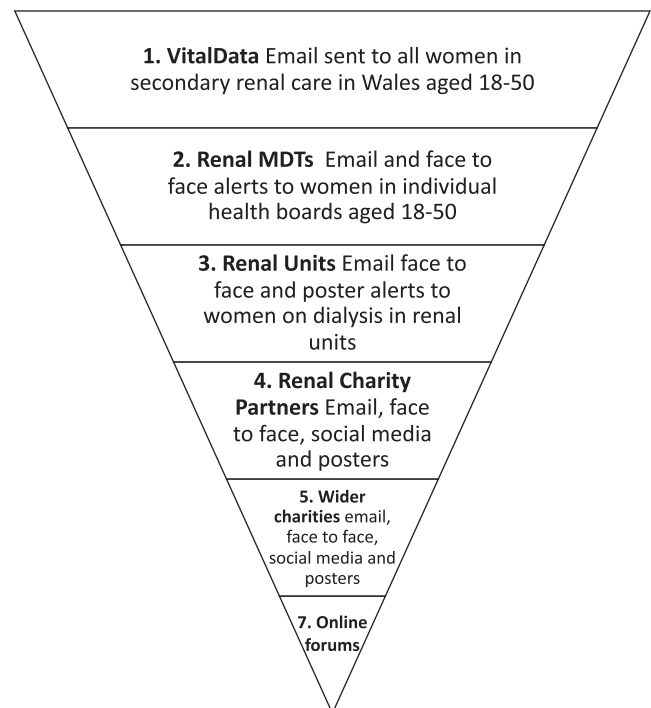 1. VitalData Email sent to all women in
secondary renal care in Wales aged 18-50
2. Renal MDTs Email and face to
face alerts to women in individual
health boards aged 18-50
3. Renal Units Email face to
face and poster alerts to
women on dialysis in renal
units
4. Renal Charity
Partners Email, face
to face, social media
and posters
5. Wider
charities email,
face to face,
social media and
posters
7. Online
forums